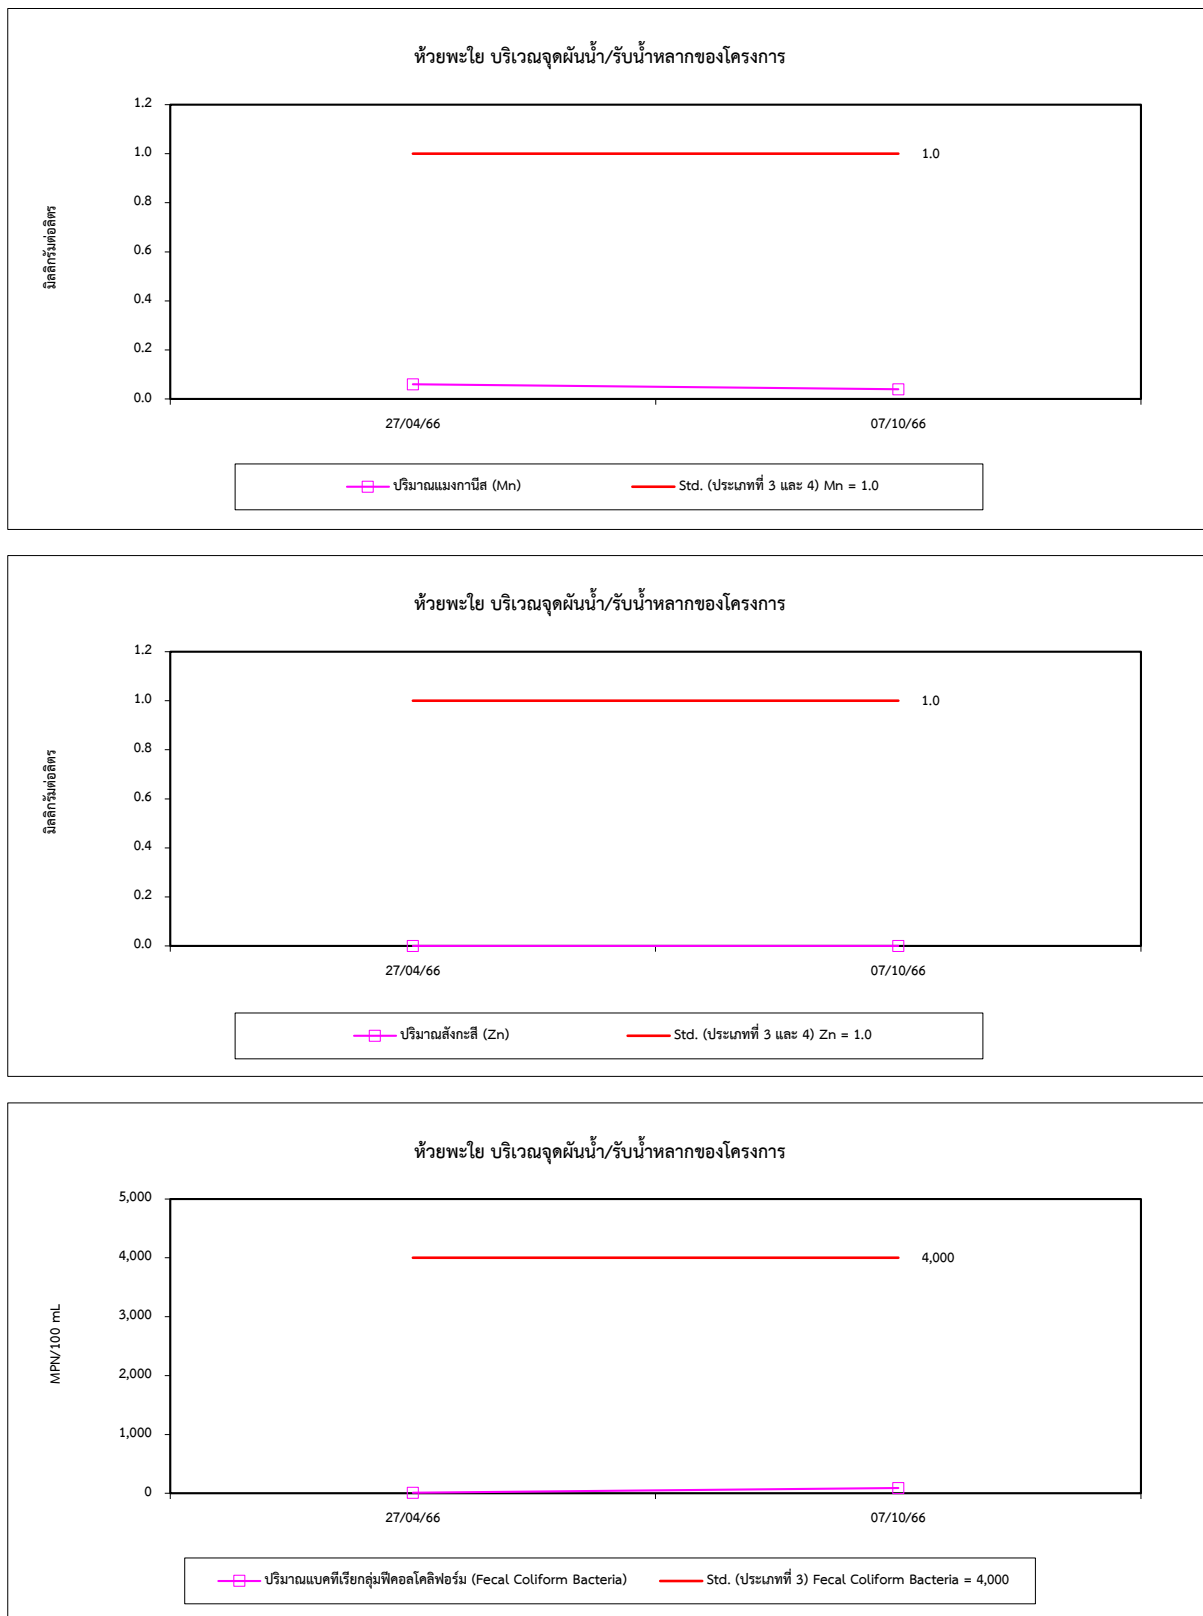 ห้วยพะใย บริเวณจุดผันน้ำ/รับน้ำหลากของโครงการ
มิลลิกรัมต่อลิตร
1.2
1.0
0.8
0.6
0.4
0.2
0.0
1.0
27/04/66 07/10/66
ปริมาณแมงกานีส (Mn) Std. (ประเภทที่ 3 และ 4) Mn = 1.0
ห้วยพะใย บริเวณจุดผันน้ำ/รับน้ำหลากของโครงการ
มิลลิกรัมต่อลิตร
1.2
1.0
0.8
0.6
0.4
0.2
0.0
1.0
27/04/66 07/10/66
ปริมาณสังกะสี (Zn) Std. (ประเภทที่ 3 และ 4) Zn = 1.0
ห้วยพะใย บริเวณจุดผันน้ำ/รับน้ำหลากของโครงการ
MPN/100 mL
5,000
4,000
3,000
2,000
1,000
0
4,000
27/04/66 07/10/66
ปริมาณแบคทีเรียกลุ่มฟีคอลโคลิฟอร์ม (Fecal Coliform Bacteria) Std. (ประเภทที่ 3) Fecal Coliform Bacteria = 4,000